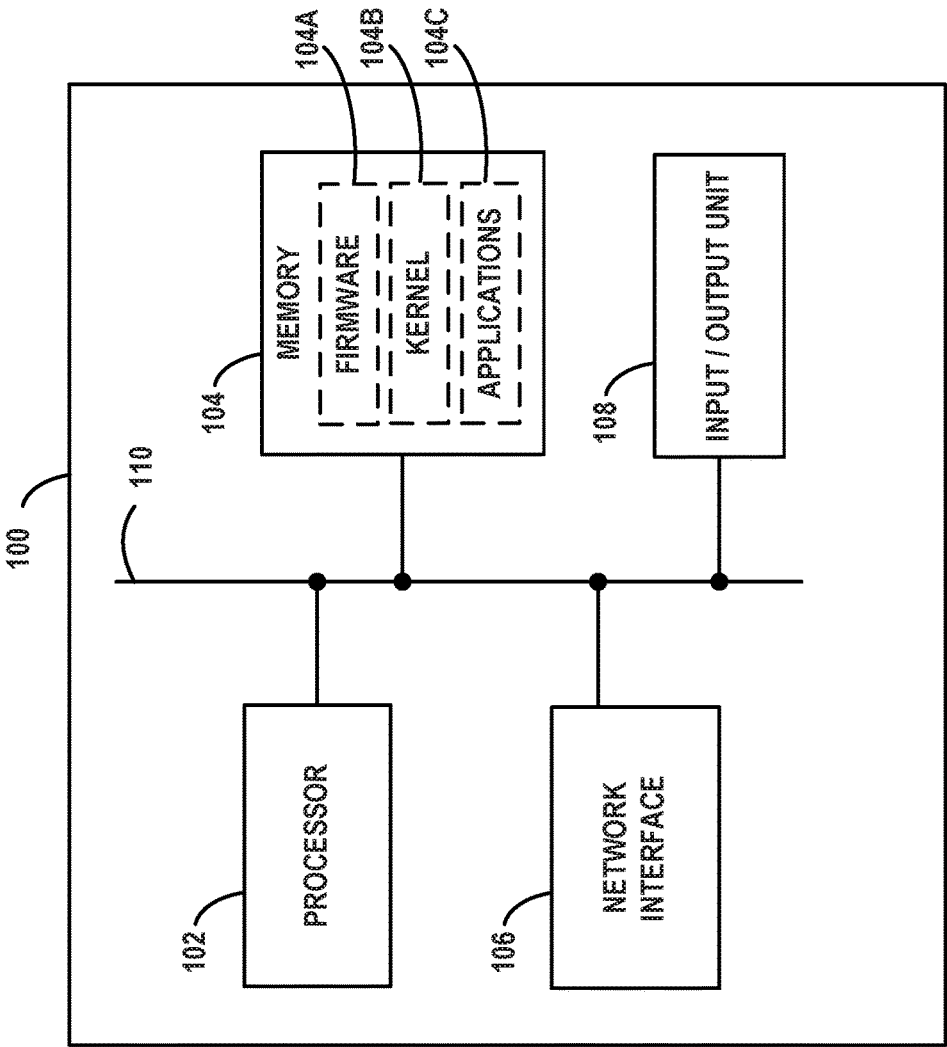 100
110
102
PROCESSOR
104
MEMORY
FIRMWARE
104A
KERNEL
104B
APPLICATIONS
104C
106
NETWORK
INTERFACE
108
INPUT / OUTPUT UNIT